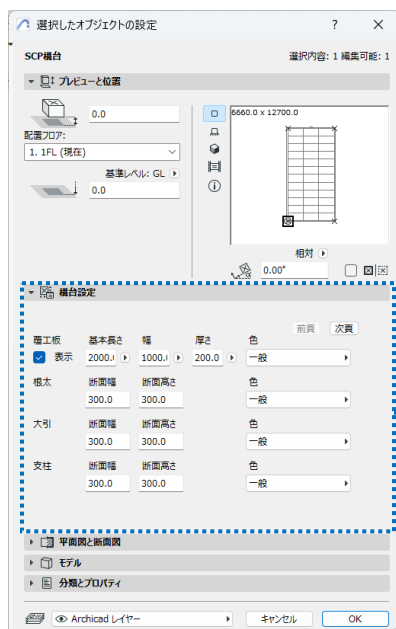 選択したオブジェクトの設定 ? ×
SCP構台 選択内容: 1 編集可能: 1
プレビューと位置
0.0
配置フロア:
1. 1FL (現在)
基準レベル: GL
0.0
6660.0 x 12700.0
相対
0.00°
構台設定
前頁 次頁
覆工板 基本長さ 幅 厚さ 色
表示 2000.( 1000.( 200.0 一般
根太 断面幅 断面高さ 色
300.0 300.0 一般
大引 断面幅 断面高さ 色
300.0 300.0 一般
支柱 断面幅 断面高さ 色
300.0 300.0 一般
平面図と断面図
モデル
分類とプロパティ
Archicad レイヤー キャンセル OK